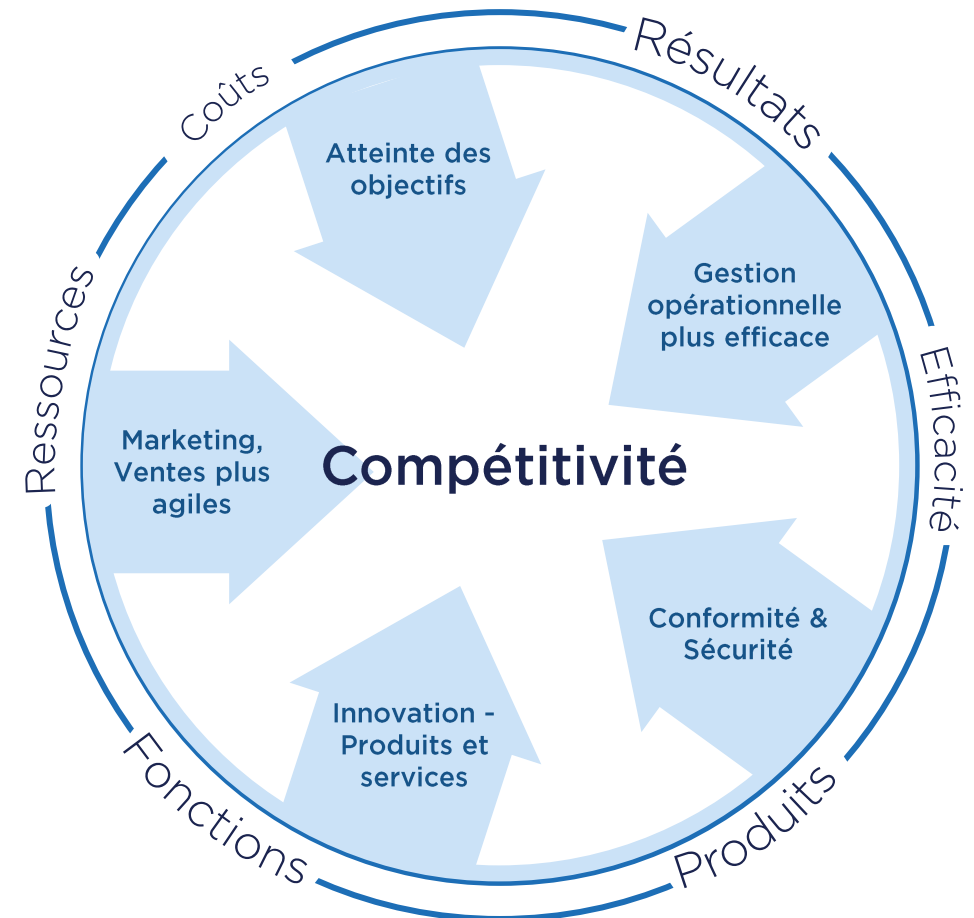 Résultats
Coûts
Atteinte des
objectifs
Gestion
opérationnelle
plus efficace
Efficacité
Ressources
Marketing,
Ventes plus
agiles
Compétitivité
Conformité &
Sécurité
Innovation -
Produits et
services
Fonctions
Produits